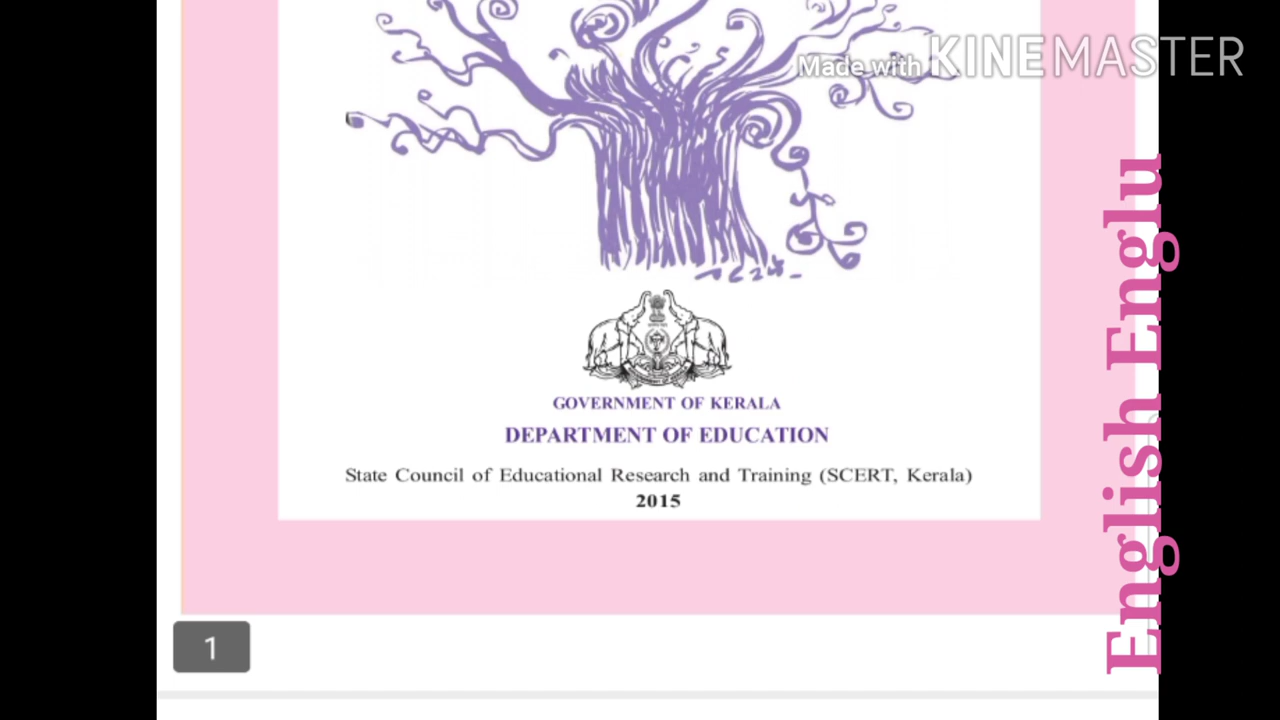 Made with KINEMASTER
GOVERNMENT OF KERALA
DEPARTMENT OF EDUCATION
State Council of Educational Research and Training (SCERT, Kerala)
2015
1
English Englu